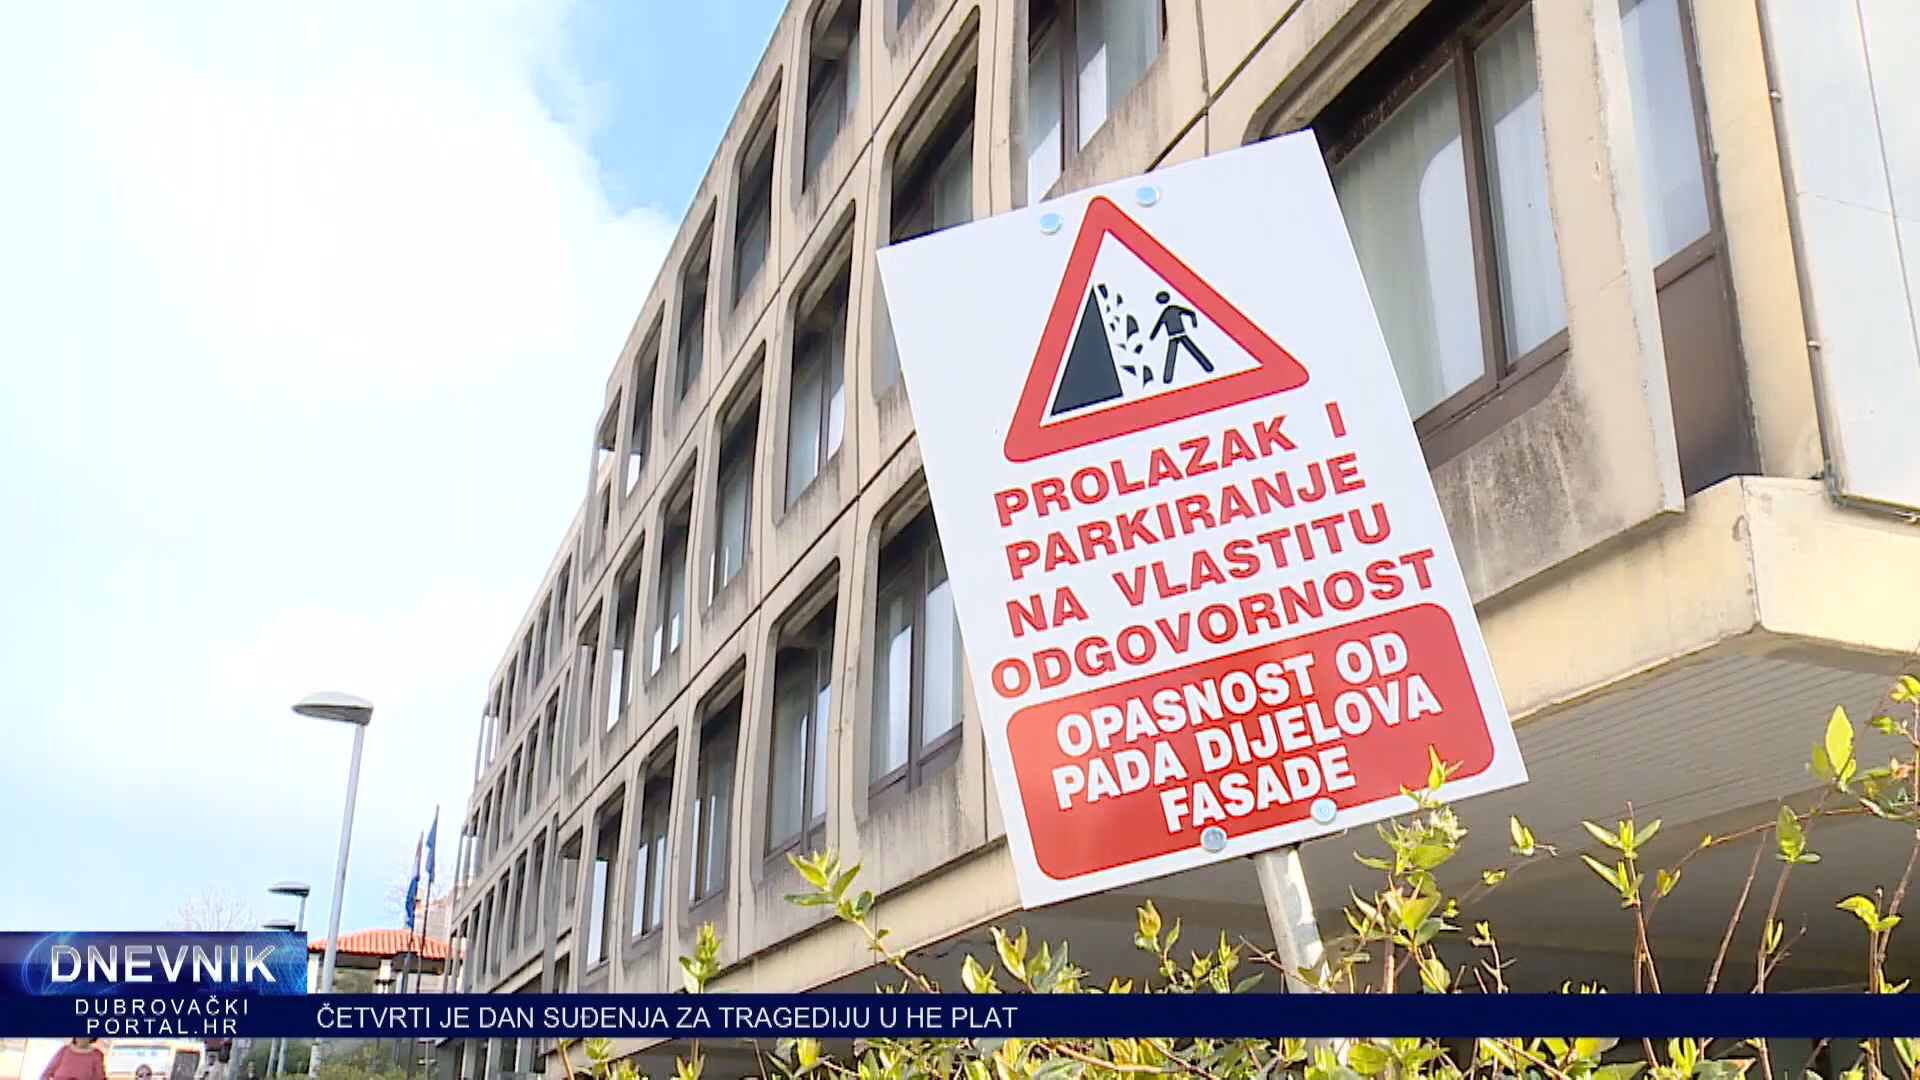 PROLAZAK I
PARKIRANJE
NA VLASTITU
ODGOVORNOST
OPASNOST OD
PADA DIJELOVA
FASADE
DNEVNIK
DUBROVAČKI
PORTAL.HR
ČETVRTI JE DAN SUĐENJA ZA TRAGEDIJU U HE PLAT